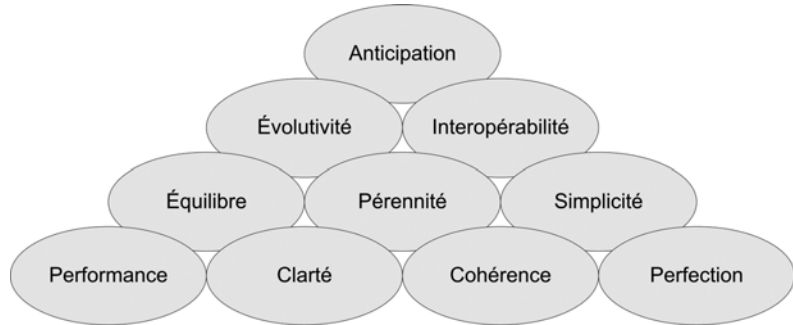 Anticipation
Évolutivité Interopérabilité
Équilibre Pérennité Simplicité
Performance Clarté Cohérence Perfection